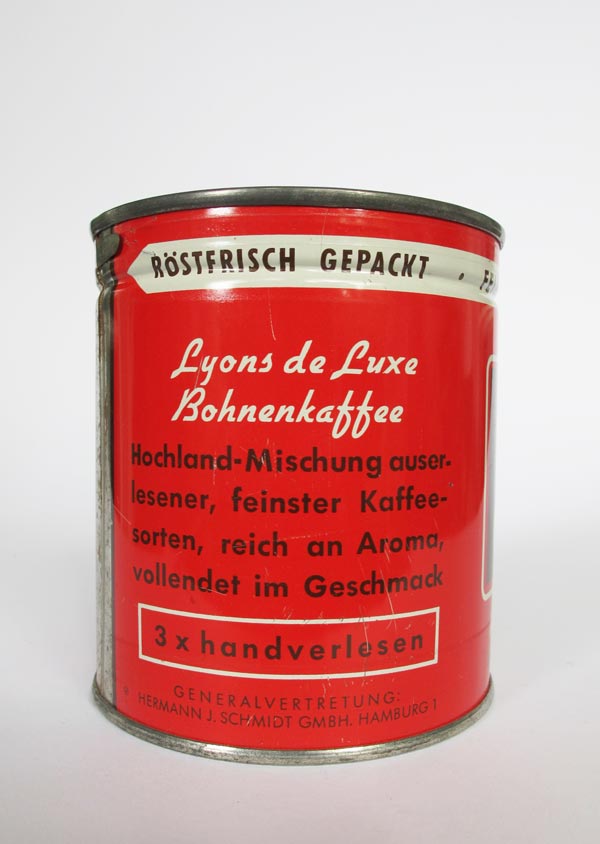 RÖSTFRISCH GEPACKT ·
Lyons de Luxe
Bohnenkaffee
Hochland-Mischung auser-
lesener, feinster Kaffee-
sorten, reich an Aroma,
vollendet im Geschmack
3 x handverlesen
GENERALVERTRETUNG:
HERMANN J. SCHMIDT GMBH. HAMBURG 1